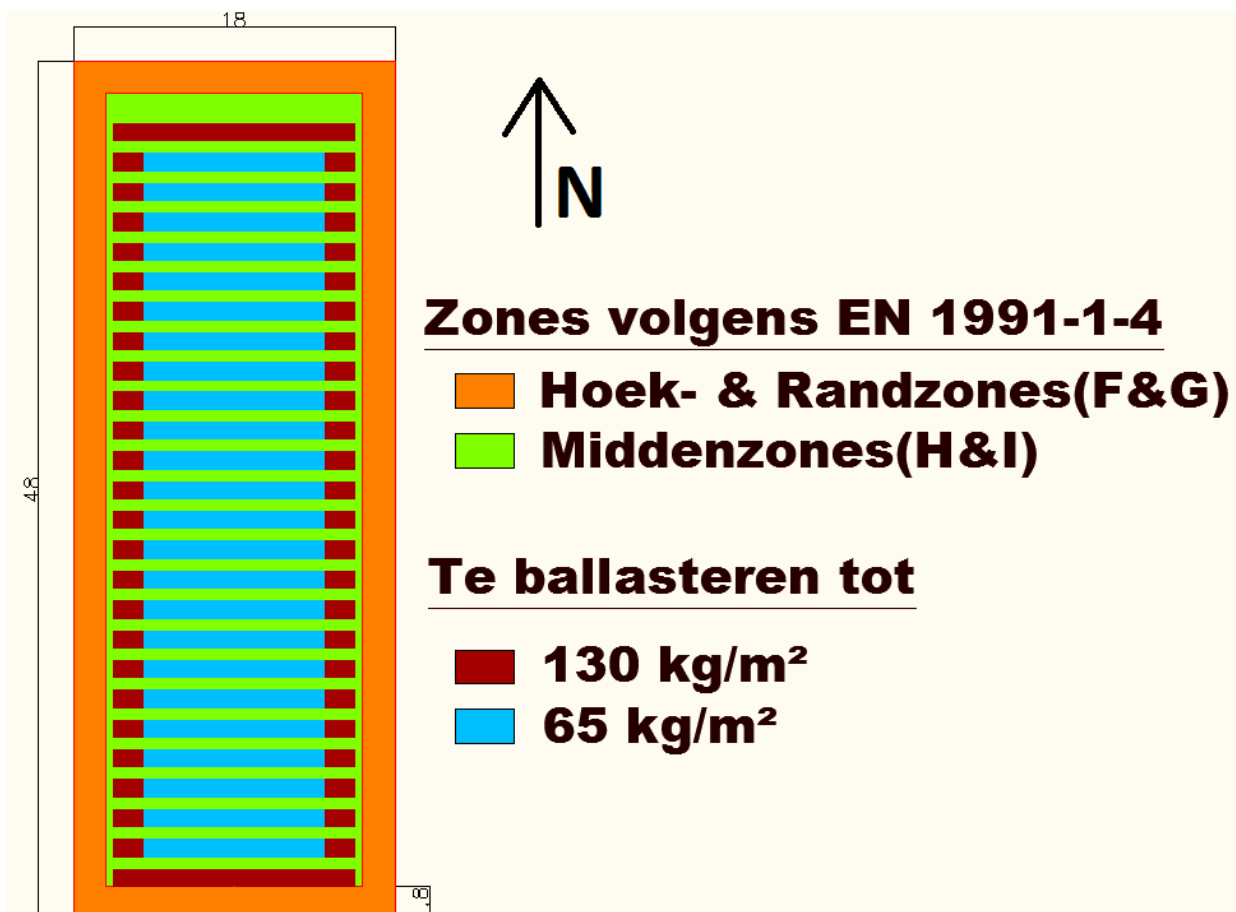 18
N
48
Zones volgens EN 1991-1-4
Hoek- & Randzones(F&G)
Middenzones(H&I)
Te ballasteren tot
130 kg/m²
65 kg/m²